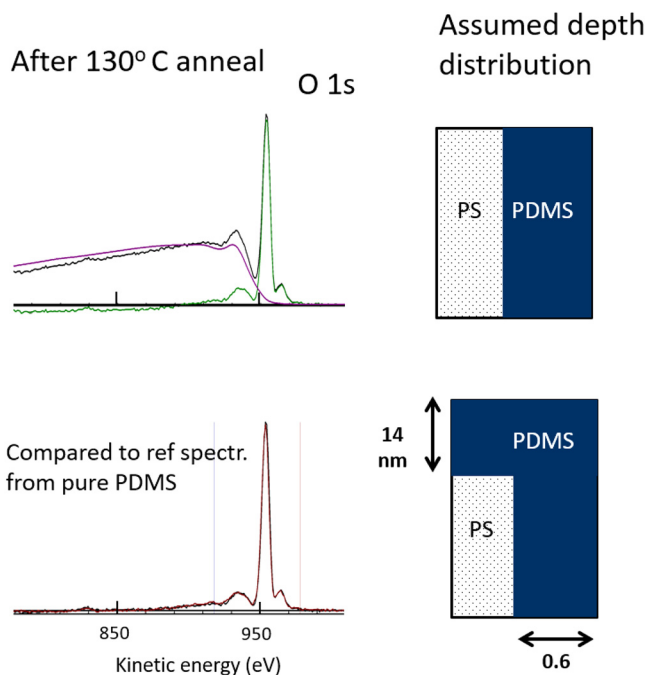 After 130º C anneal
O 1s
Assumed depth
distribution
PS
PDMS
Compared to ref spectr.
from pure PDMS
14
nm
PDMS
PS
850
950
Kinetic energy (eV)
0.6